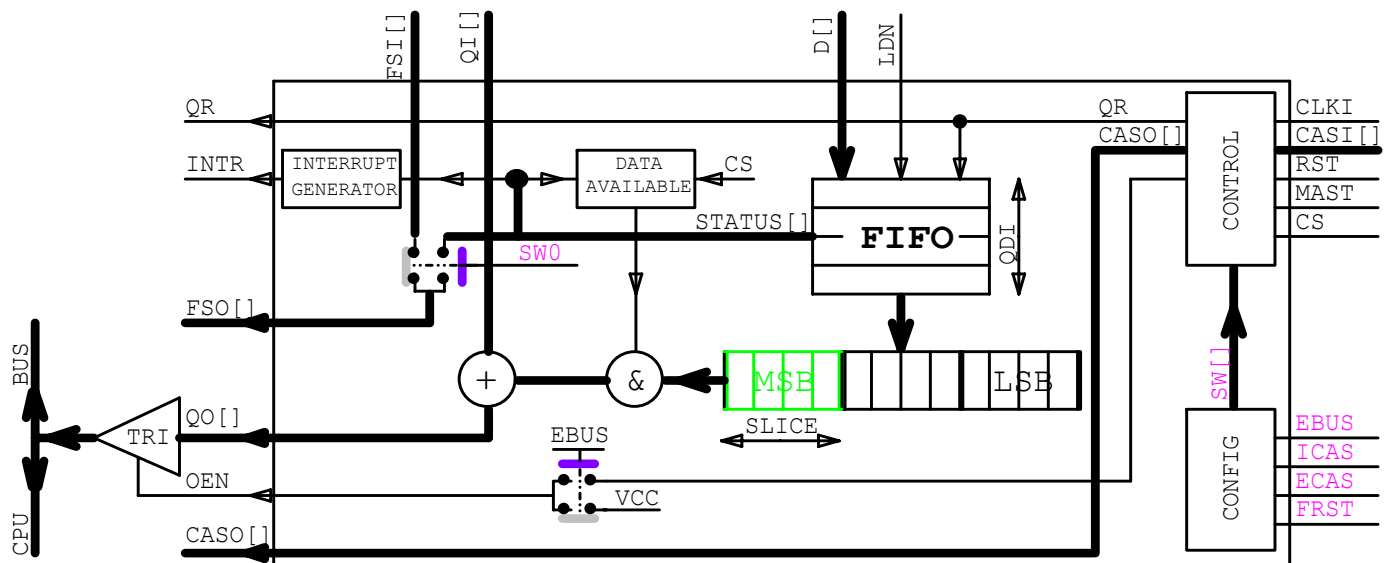 FSI[]
QI[]
D[]
LDN
QR
QR
CLKI
CASO[]
CASI[]
INTR
INTERRUPT
GENERATOR
DATA
AVAILABLE
CS
RST
MAST
CONTROL
STATUS[]
FIFO
QDI
CS
SW0
FSO[]
BUS
+
&
MSB
LSB
SW[]
SLICE
TRI
QO[]
EBUS
EBUS
ICAS
OEN
VCC
CONFIG
ECAS
FRST
CPU
CASO[]